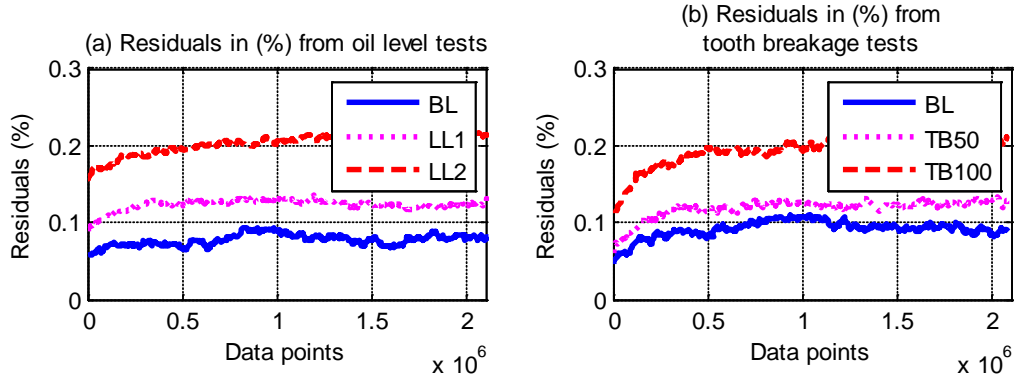 (a) Residuals in (%) from oil level tests
Residuals (%)
0.3
0.2
0.1
0
BL
LL1
LL2
0 0.5 1 1.5 2
Data points
x 10^6
(b) Residuals in (%) from
tooth breakage tests
Residuals (%)
0.3
0.2
0.1
0
BL
TB50
TB100
0 0.5 1 1.5 2
Data points
x 10^6